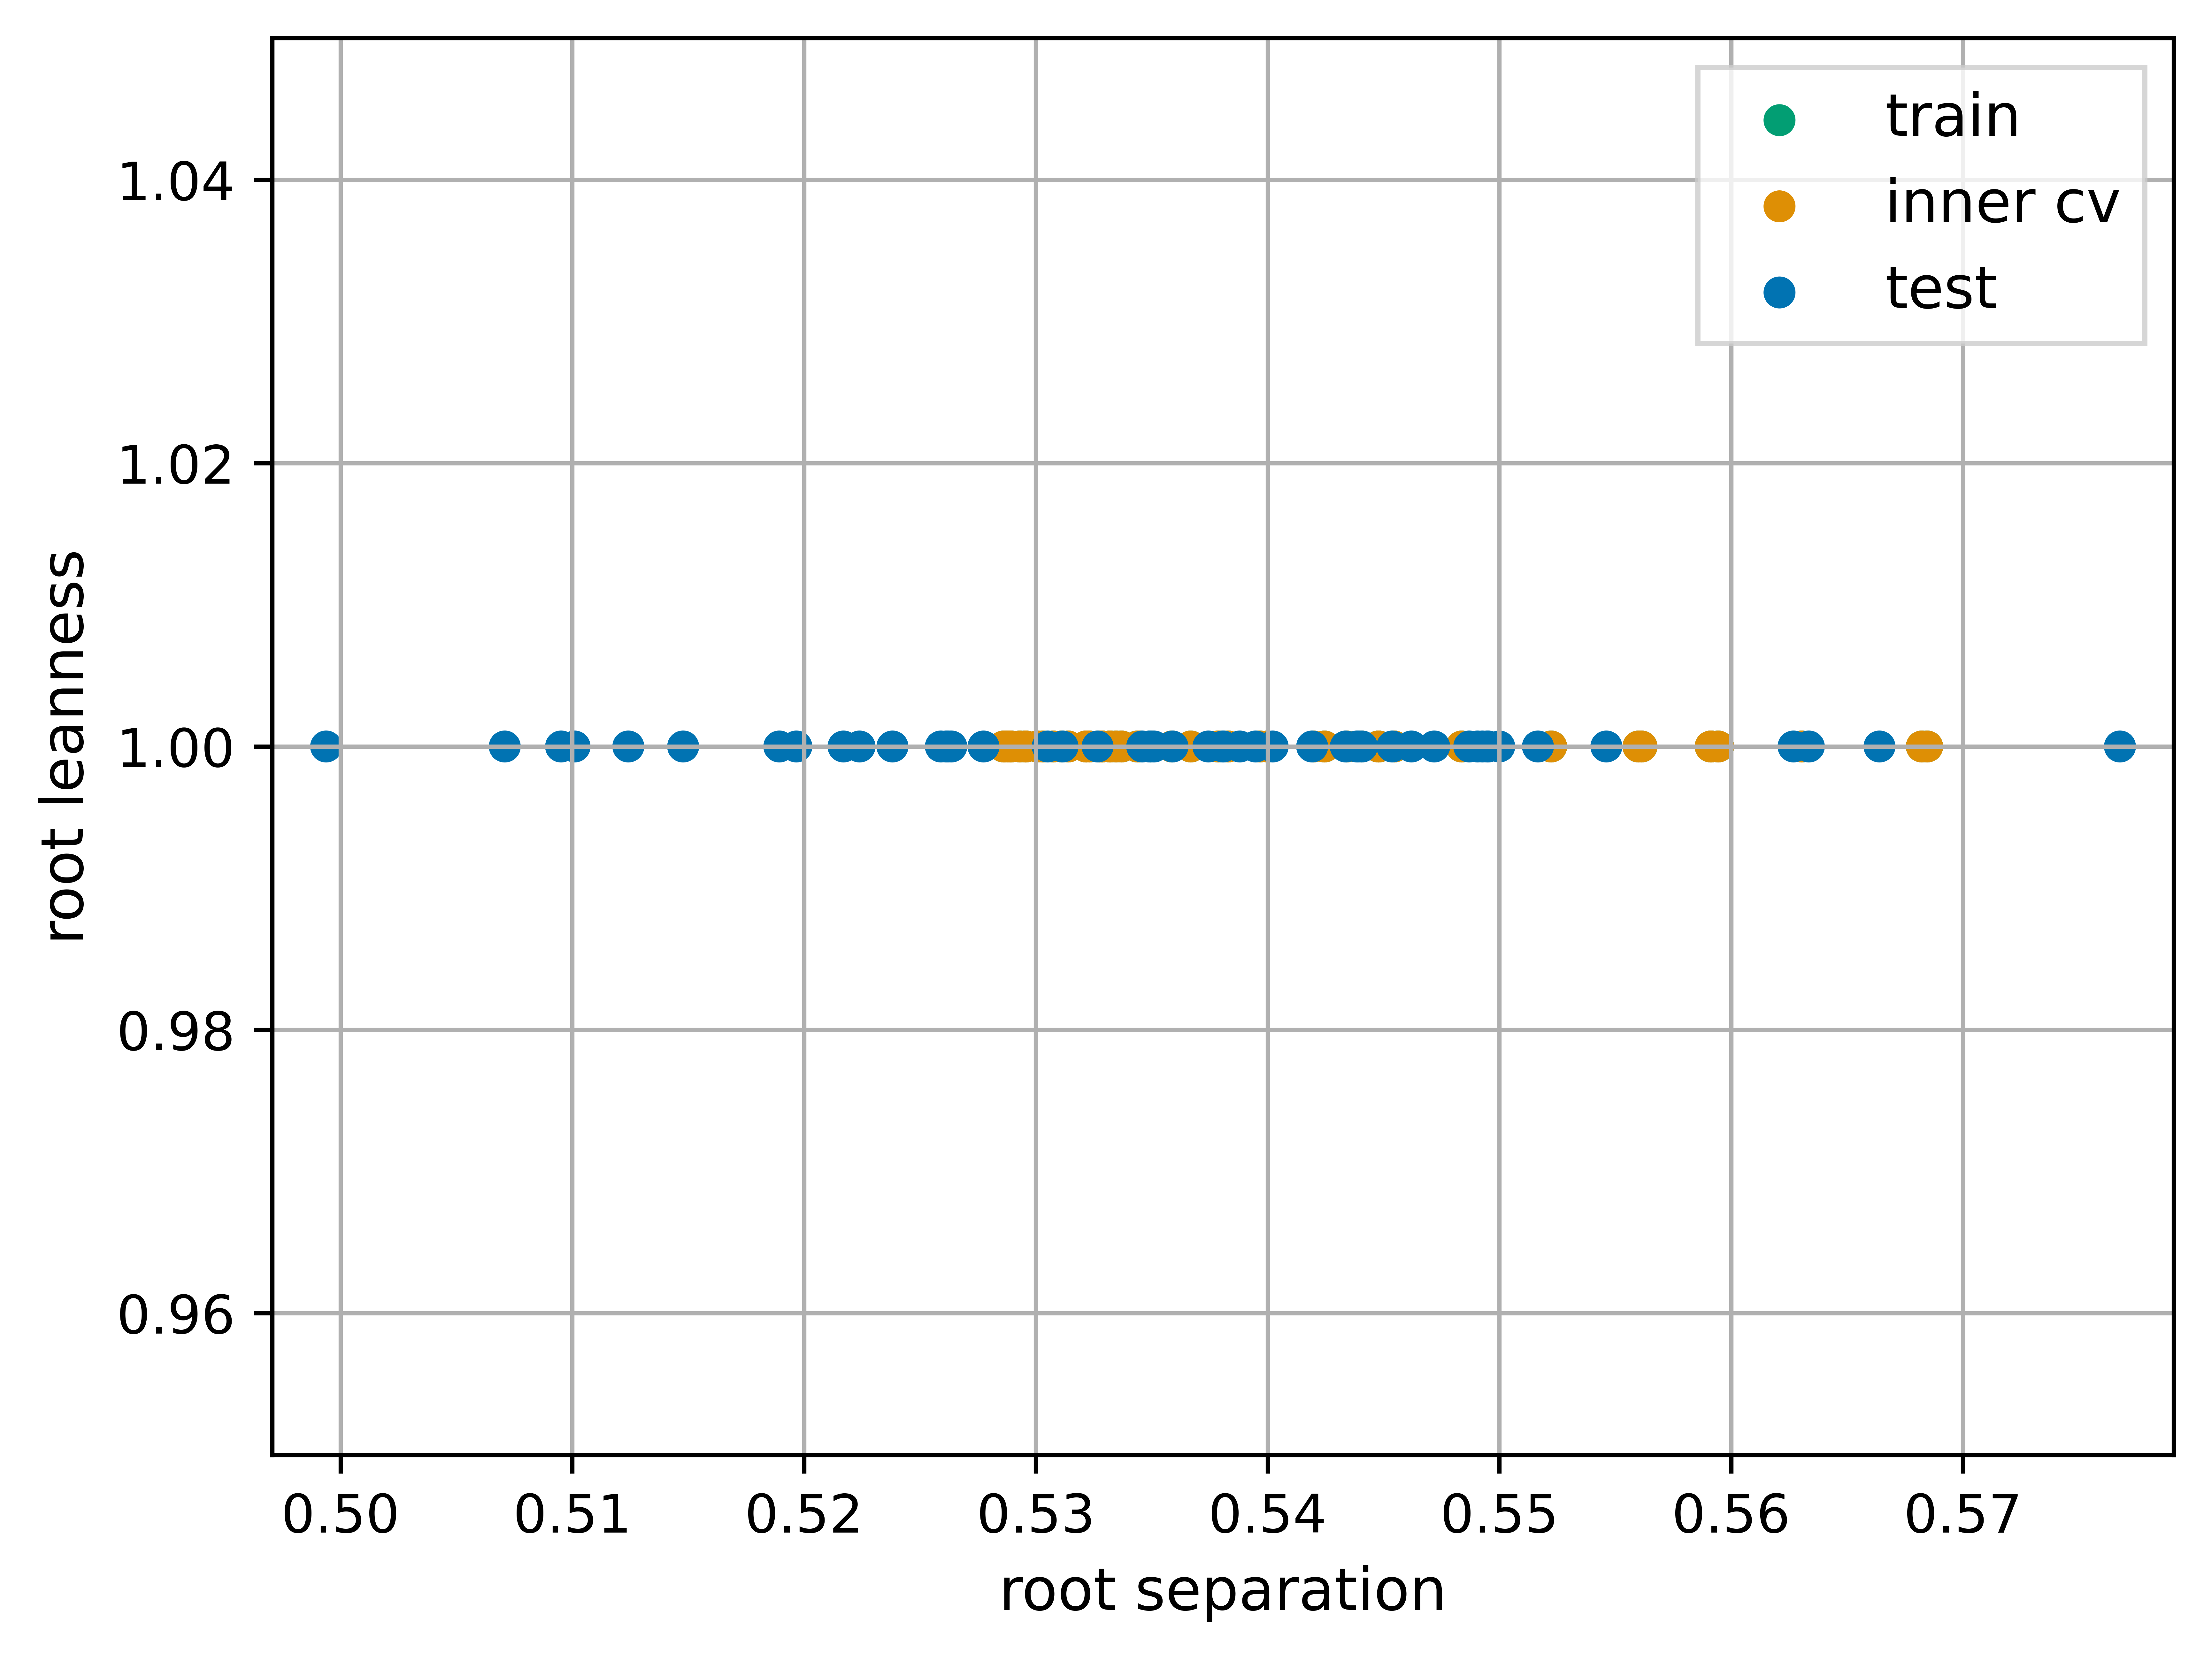 train
inner cv
test
1.04
1.02
1.00
0.98
0.96
root leanness
0.50 0.51 0.52 0.53 0.54 0.55 0.56 0.57
root separation